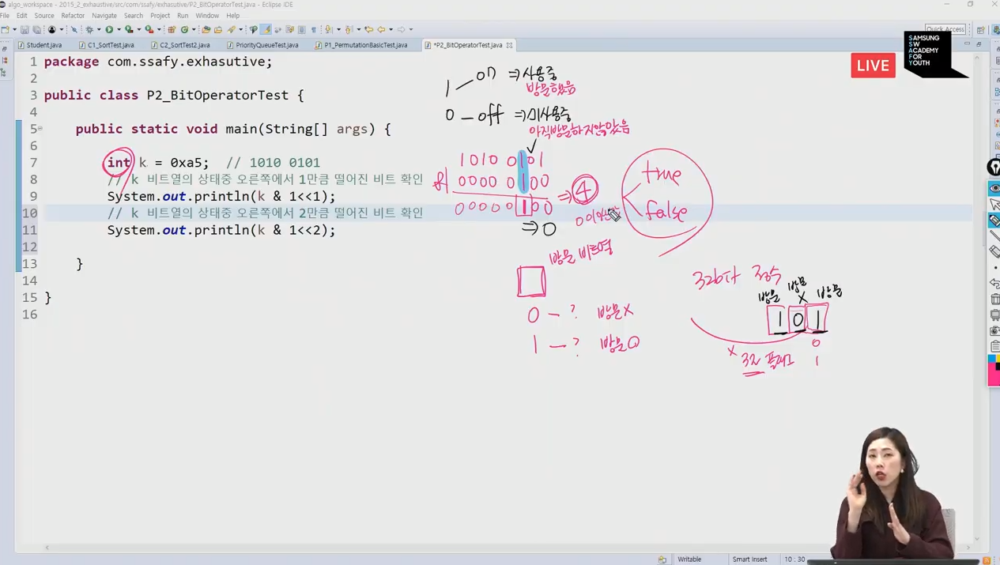 algo_workspace - 2015_2_exhaustive/src/com/ssafy/exhasutive/P2_BitOperatorTest.java - Eclipse IDE
File Edit Source Refactor Navigate Search Project Run Window Help
Quick Access
Student.java C1_SortTest.java C2_SortTest2.java PriorityQueueTest.java P1_PermutationBasicTest.java *P2_BitOperatorTest.java
SAMSUNG
SW
ACADEMY
FOR
YOUTH
LIVE
1 package com.ssafy.exhasutive;
2
3 public class P2_BitOperatorTest {
4
5 public static void main(String[] args) {
6
7 int k = 0xa5; // 1010 0101
8 // k 비트열의 상태중 오른쪽에서 1만큼 떨어진 비트 확인
9 System.out.println(k & 1<<1);
10 // k 비트열의 상태중 오른쪽에서 2만큼 떨어진 비트 확인
11 System.out.println(k & 1<<2);
12
13 }
14
15 }
16
1 — on ⇒ 사용중
방문했음
0 — off ⇒ 미사용중
아직방문하지않았음
1010 0101
& 0000 0100
00000100 ⇒ 4
⇒ 0
0이외의
true
false
방문 비트열
0 — ? 방문X
1 — ? 방문O
32bit 정수
방문 방문 X 방문
1 0 1
0
1
x 32 플래그
Writable Smart Insert 10 : 30